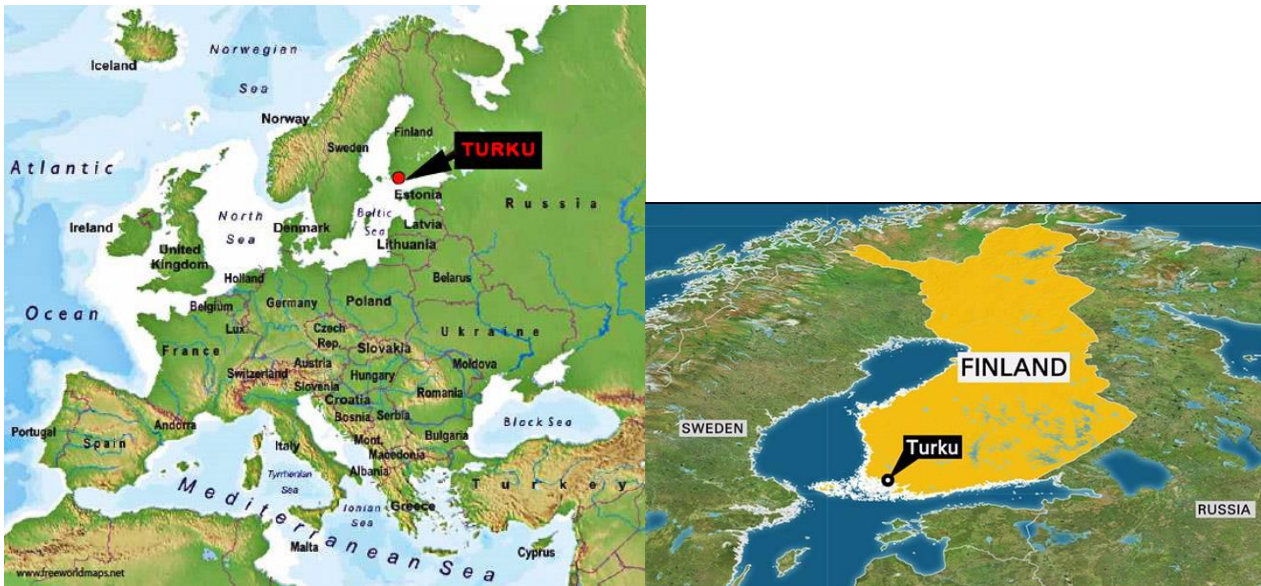 Iceland
Norwegian
Sea
Norway
Finland
Sweden
TURKU
Atlantic
Estonia
Russia
Baltic
Sea
North
Sea
Ireland
Denmark
Latvia
Lithuania
United
Kingdom
Holland
Belarus
Ocean
Belgium
Germany
Poland
Lux.
Czech
Rep.
Ukraine
France
Slovakia
Austria
Moldova
Switzerland
Hungary
Slovenia
Romania
Croatia
Bosnia
Serbia
Black Sea
Andorra
Portugal
Spain
Italy
Mont.
Bulgaria
Macedonia
Albania
Tyrrhenian
Sea
Turkey
Mediterranean Sea
Ionian
Sea
Greece
Malta
Cyprus
www.freeworldmaps.net
FINLAND
SWEDEN
Turku
RUSSIA